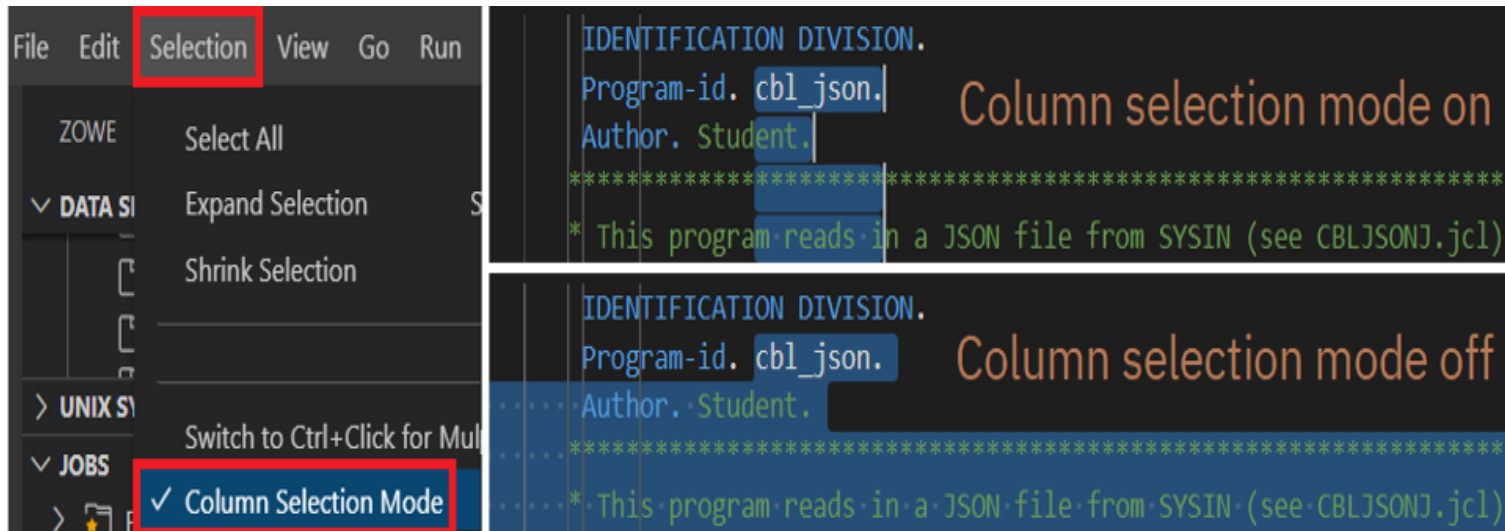 File Edit Selection View Go Run
ZOWE
Select All
Expand Selection S
DATA S
Shrink Selection
UNIX SY
Switch to Ctrl+Click for Mul
JOBS
✓ Column Selection Mode
IDENTIFICATION DIVISION.
Program-id. cbl_json.
Column selection mode on
Author. Student.
*****************************************************************
* This program reads in a JSON file from SYSIN (see CBLJSONJ.jcl)
IDENTIFICATION DIVISION.
Program-id. cbl_json.
Column selection mode off
Author. Student.
*****************************************************************
* This program reads in a JSON file from SYSIN (see CBLJSONJ.jcl)